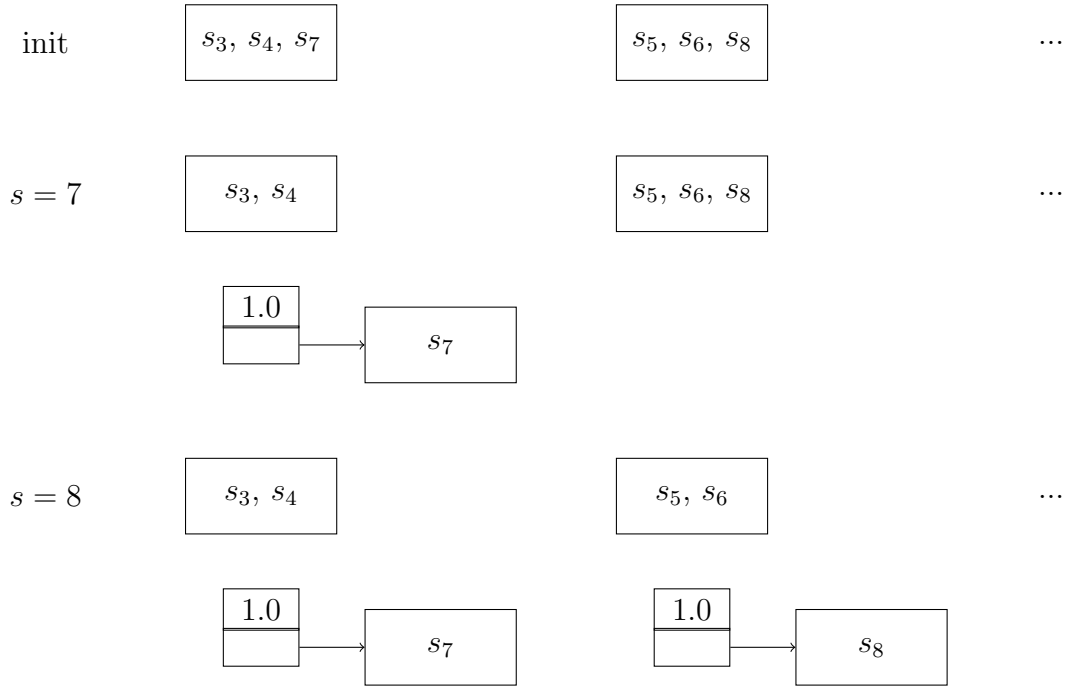 init s₃, s₄, s₇ s₅, s₆, s₈ ...
s = 7 s₃, s₄ s₅, s₆, s₈ ...
1.0
s₇
s = 8 s₃, s₄ s₅, s₆ ...
1.0 1.0
s₇ s₈